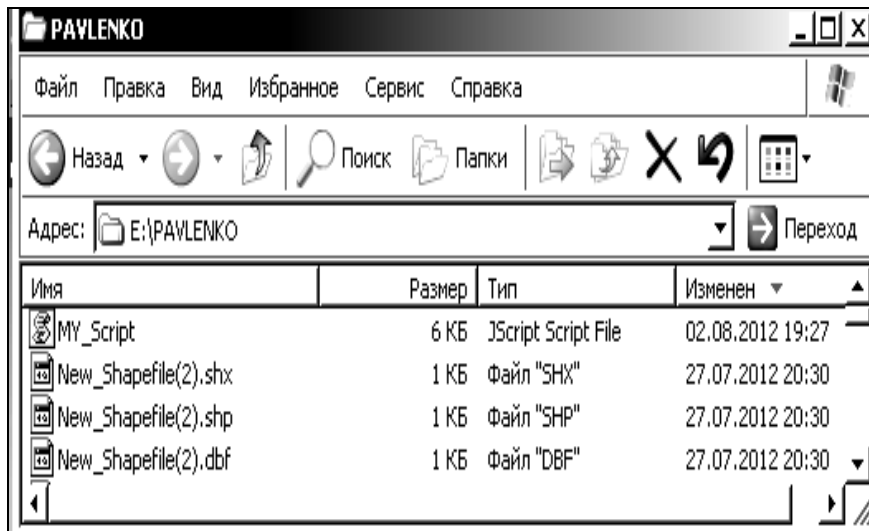 PAVLENKO
Файл Правка Вид Избранное Сервис Справка
Назад Поиск Папки
Адрес: E:\PAVLENKO Переход
Имя Размер Тип Изменен
MY_Script 6 КБ JScript Script File 02.08.2012 19:27
New_Shapefile(2).shx 1 КБ Файл "SHX" 27.07.2012 20:30
New_Shapefile(2).shp 1 КБ Файл "SHP" 27.07.2012 20:30
New_Shapefile(2).dbf 1 КБ Файл "DBF" 27.07.2012 20:30